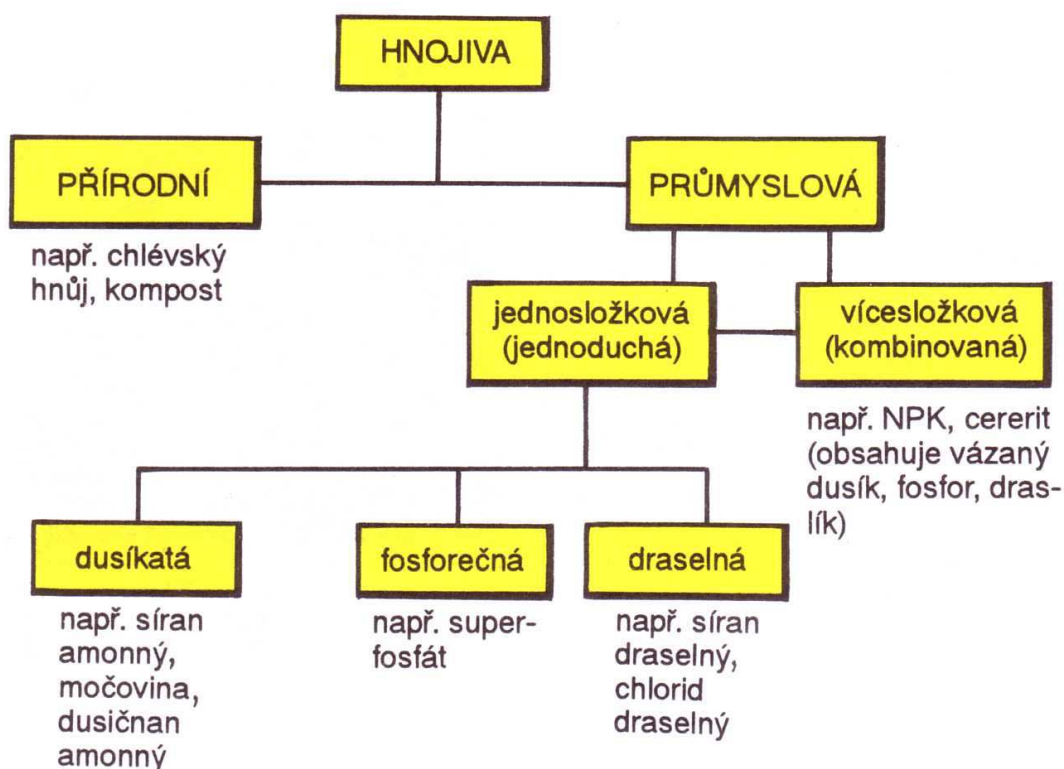 HNOJIVA
PŘÍRODNÍ
např. chlévský
hnůj, kompost
PRŮMYSLOVÁ
jednosložková
(jednoduchá)
vícesložková
(kombinovaná)
např. NPK, cererit
(obsahuje vázaný
dusík, fosfor, dras-
lík)
dusíkatá
např. síran
amonný,
močovina,
dusičnan
amonný
fosforečná
např. super-
fosfát
draselná
např. síran
draselný,
chlorid
draselný